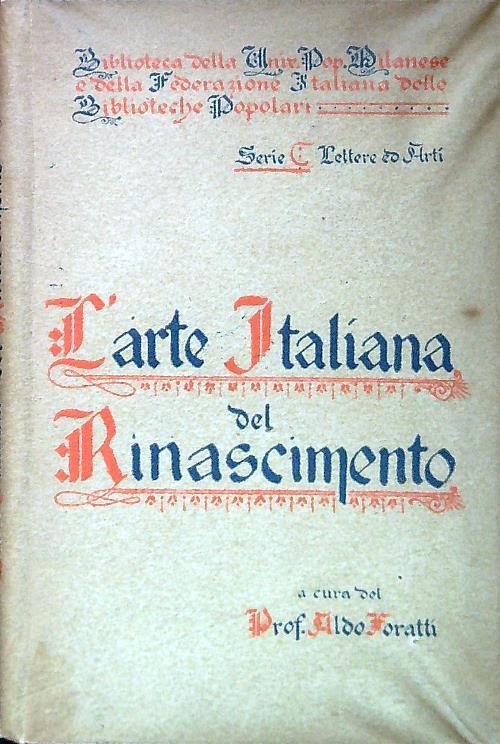 Biblioteca della Univ. Pop. Milanese
e della Federazione Italiana delle
Biblioteche Popolari
Serie C Lettere ed Arti
L'arte Italiana
del
Rinascimento
a cura del
Prof. Aldo Foratti